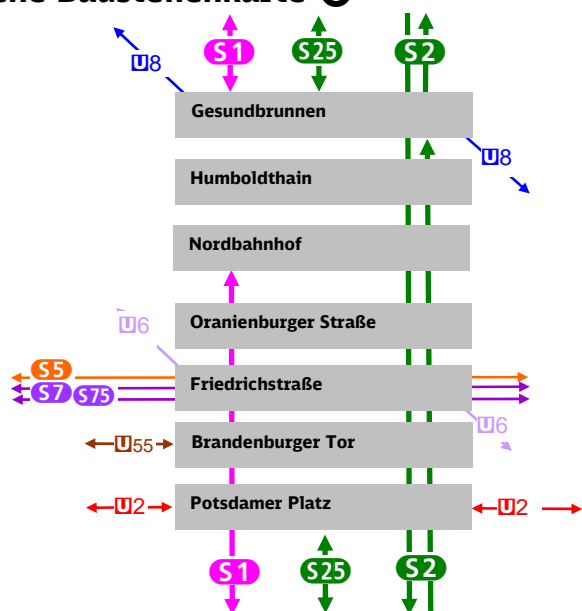 Baustellenkarte
S1 S25 S2
U8
Gesundbrunnen
U8
Humboldthain
Nordbahnhof
Oranienburger Straße
U6
S5
Friedrichstraße
S7 S75
U6
U55 Brandenburger Tor
U2 Potsdamer Platz U2
S1 S25 S2